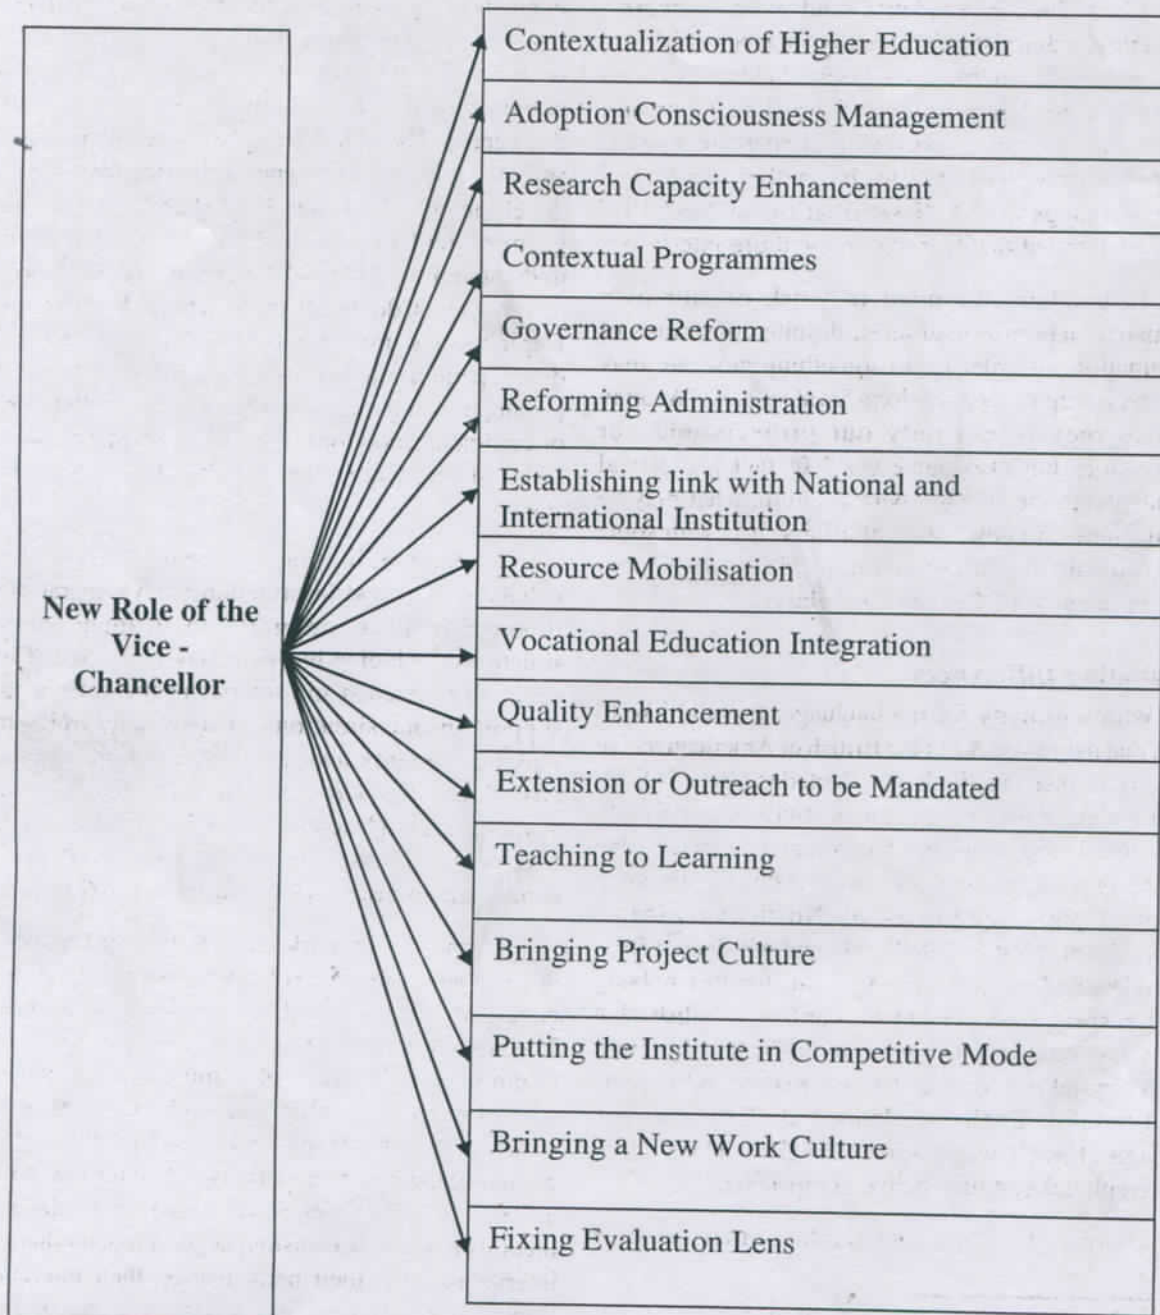 Contextualization of Higher Education
Adoption Consciousness Management
Research Capacity Enhancement
Contextual Programmes
Governance Reform
Reforming Administration
Establishing link with National and
International Institution
Resource Mobilisation
New Role of the
Vice -
Chancellor
Vocational Education Integration
Quality Enhancement
Extension or Outreach to be Mandated
Teaching to Learning
Bringing Project Culture
Putting the Institute in Competitive Mode
Bringing a New Work Culture
Fixing Evaluation Lens